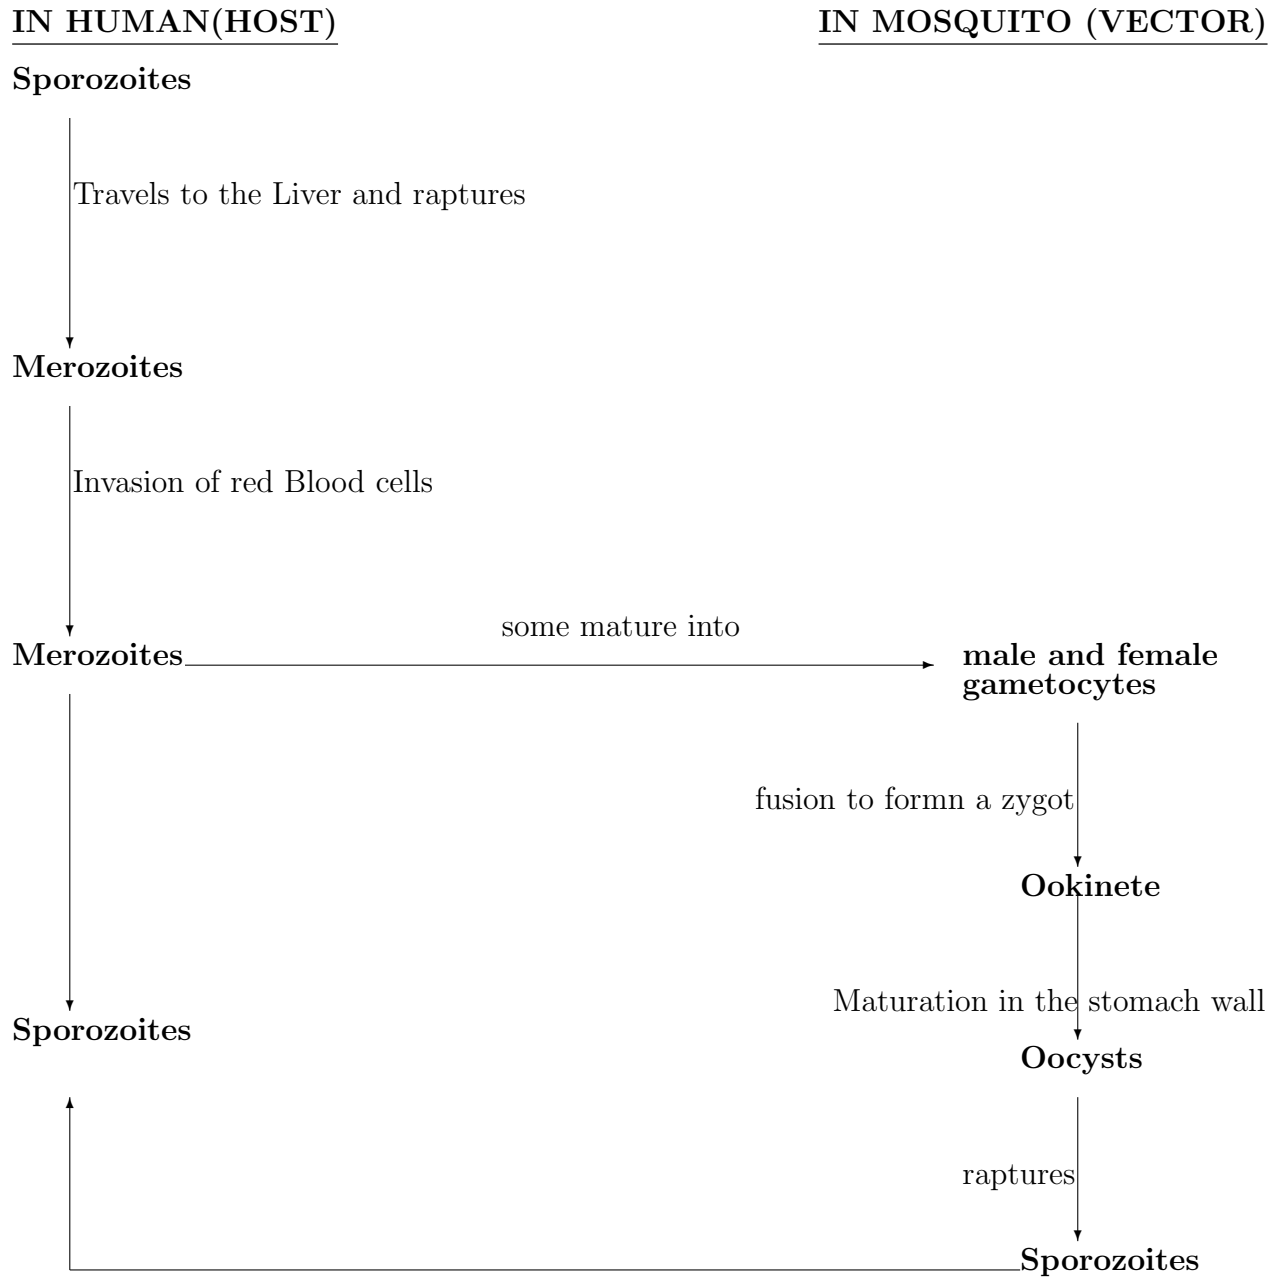 IN HUMAN(HOST)
IN MOSQUITO (VECTOR)
Sporozoites
Travels to the Liver and raptures
Merozoites
Invasion of red Blood cells
some mature into
Merozoites
male and female
gametocytes
fusion to formn a zygot
Ookinete
Maturation in the stomach wall
Sporozoites
Oocysts
raptures
Sporozoites